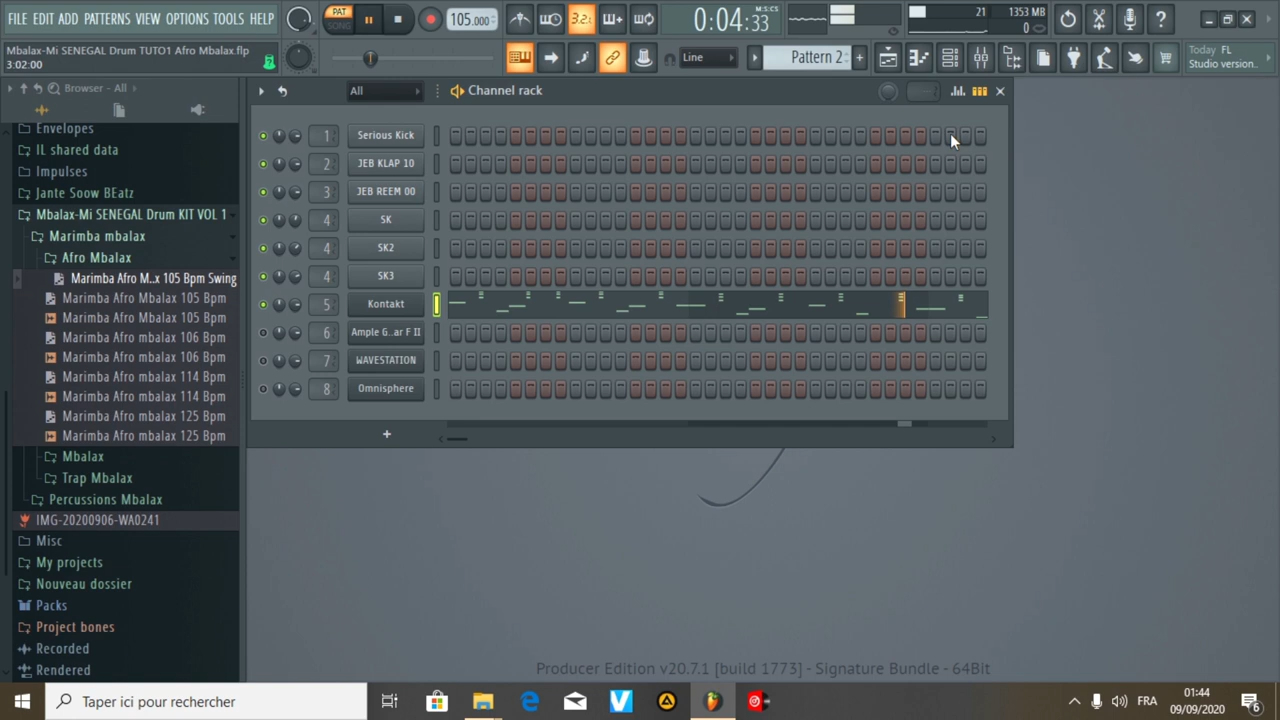 FILE EDIT PATTERNS VIEW OPTIONS TOOLS HELP
PAT
SONG
105.000
3.2
0:04:33
M:S:CS
21
1353 MB
0
Mbalax-Mi SENEGAL Drum TUTO1 Afro Mbalax.flp
3:02:00
Line
Pattern 2
Today FL
Studio version..
Browser - All
All
Channel rack
Envelopes
IL shared data
Impulses
Jante Soow BEatz
Mbalax-Mi SENEGAL Drum KIT VOL 1
Marimba mbalax
Afro Mbalax
Marimba Afro M..x 105 Bpm Swing
Marimba Afro Mbalax 105 Bpm
Marimba Afro Mbalax 105 Bpm
Marimba Afro mbalax 106 Bpm
Marimba Afro mbalax 106 Bpm
Marimba Afro mbalax 114 Bpm
Marimba Afro mbalax 114 Bpm
Marimba Afro mbalax 125 Bpm
Marimba Afro mbalax 125 Bpm
Mbalax
Trap Mbalax
Percussions Mbalax
IMG-20200906-WA0241
Misc
My projects
Nouveau dossier
Packs
Project bones
Recorded
Rendered
1 Serious Kick
2 JEB KLAP 10
3 JEB REEM 00
4 SK
4 SK2
4 SK3
5 Kontakt
6 Ample G..ar F II
7 WAVESTATION
8 Omnisphere
+
Producer Edition v20.7.1 [build 1773] - Signature Bundle - 64Bit
Taper ici pour rechercher
FRA
01:44
09/09/2020
6